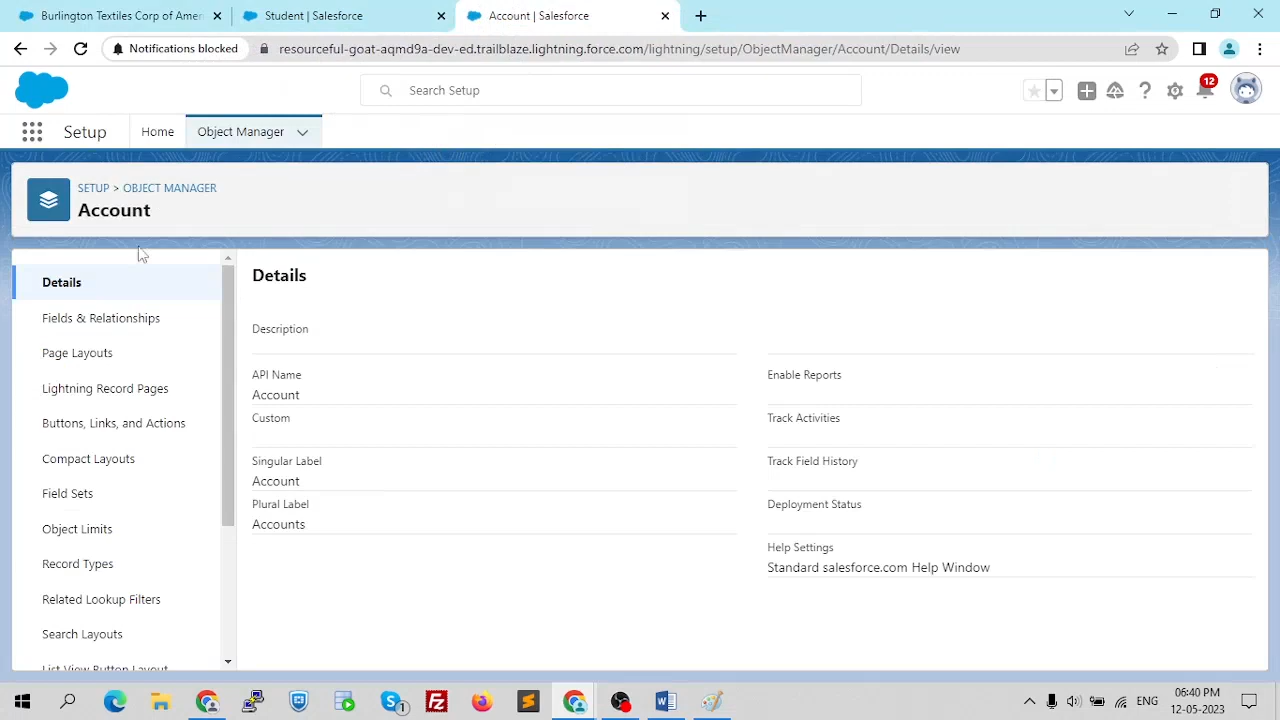 Burlington Textiles Corp of Amer
Student | Salesforce
Account | Salesforce
Notifications blocked
resourceful-goat-aqmd9a-dev-ed.trailblaze.lightning.force.com/lightning/setup/ObjectManager/Account/Details/view
Search Setup
12
Setup
Home
Object Manager
SETUP > OBJECT MANAGER
Account
Details
Fields & Relationships
Page Layouts
Lightning Record Pages
Buttons, Links, and Actions
Compact Layouts
Field Sets
Object Limits
Record Types
Related Lookup Filters
Search Layouts
List View Button Layout
Details
Description
API Name
Account
Custom
Singular Label
Account
Plural Label
Accounts
Enable Reports
Track Activities
Track Field History
Deployment Status
Help Settings
Standard salesforce.com Help Window
1
ENG
06:40 PM
12-05-2023